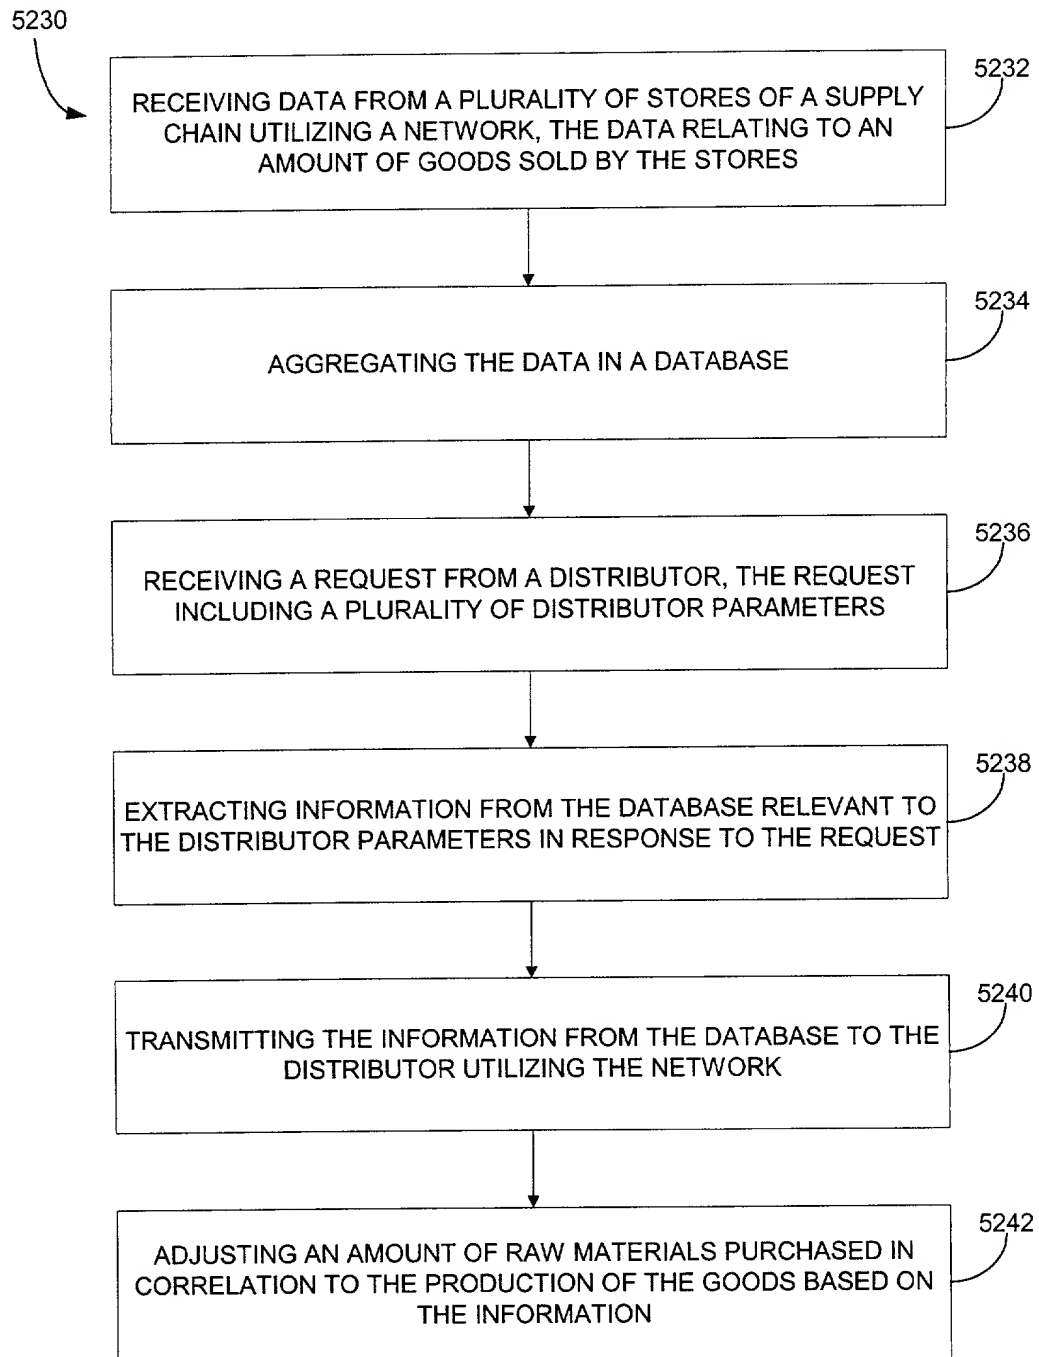 5230
5232
RECEIVING DATA FROM A PLURALITY OF STORES OF A SUPPLY
CHAIN UTILIZING A NETWORK, THE DATA RELATING TO AN
AMOUNT OF GOODS SOLD BY THE STORES
5234
AGGREGATING THE DATA IN A DATABASE
5236
RECEIVING A REQUEST FROM A DISTRIBUTOR, THE REQUEST
INCLUDING A PLURALITY OF DISTRIBUTOR PARAMETERS
5238
EXTRACTING INFORMATION FROM THE DATABASE RELEVANT TO
THE DISTRIBUTOR PARAMETERS IN RESPONSE TO THE REQUEST
5240
TRANSMITTING THE INFORMATION FROM THE DATABASE TO THE
DISTRIBUTOR UTILIZING THE NETWORK
5242
ADJUSTING AN AMOUNT OF RAW MATERIALS PURCHASED IN
CORRELATION TO THE PRODUCTION OF THE GOODS BASED ON
THE INFORMATION